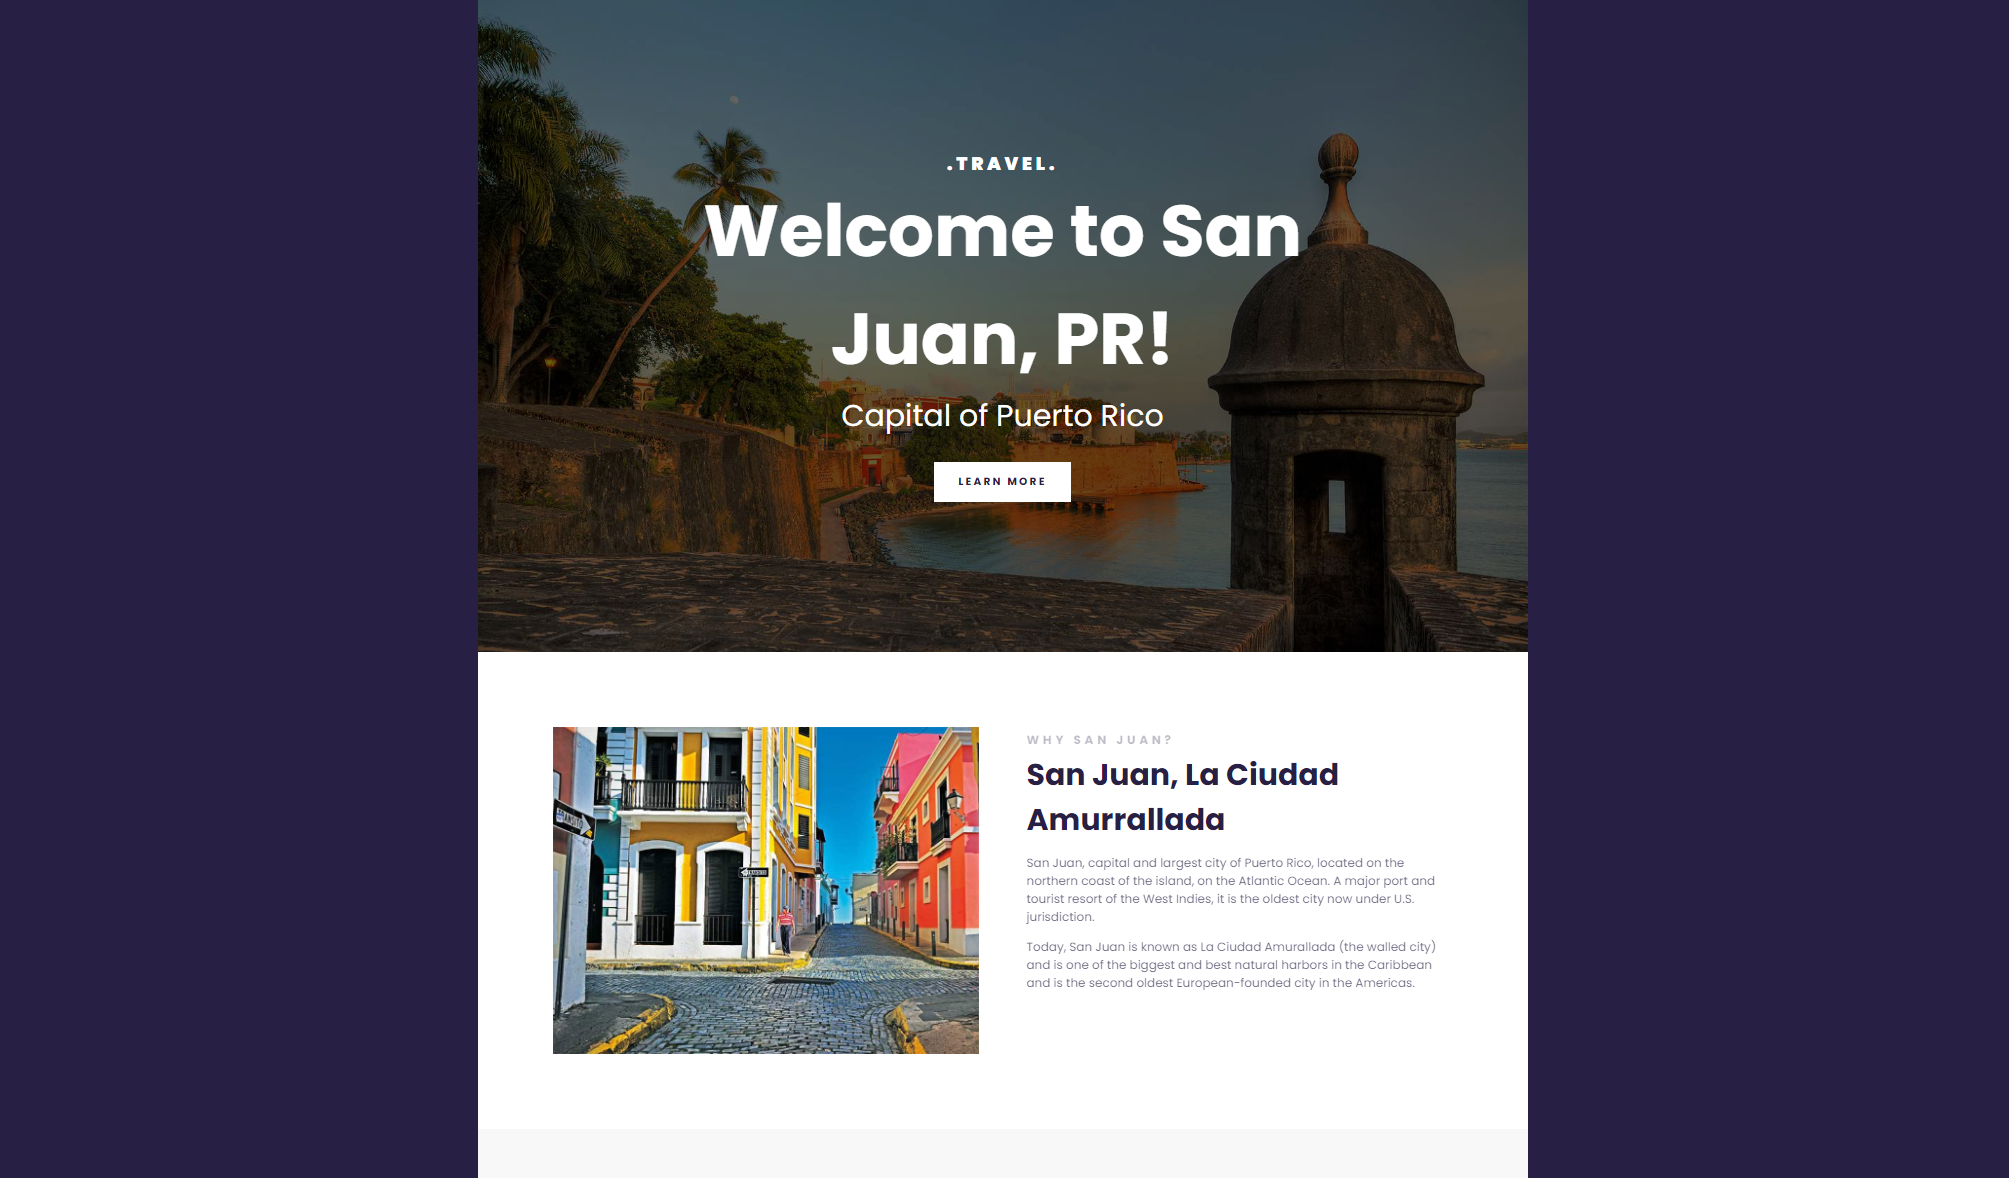 .TRAVEL.
Welcome to San
Juan, PR!
Capital of Puerto Rico
LEARN MORE
WHY SAN JUAN?
San Juan, La Ciudad
Amurrallada
San Juan, capital and largest city of Puerto Rico, located on the
northern coast of the island, on the Atlantic Ocean. A major port and
tourist resort of the West Indies, it is the oldest city now under U.S.
jurisdiction.
Today, San Juan is known as La Ciudad Amurallada (the walled city)
and is one of the biggest and best natural harbors in the Caribbean
and is the second oldest European-founded city in the Americas.